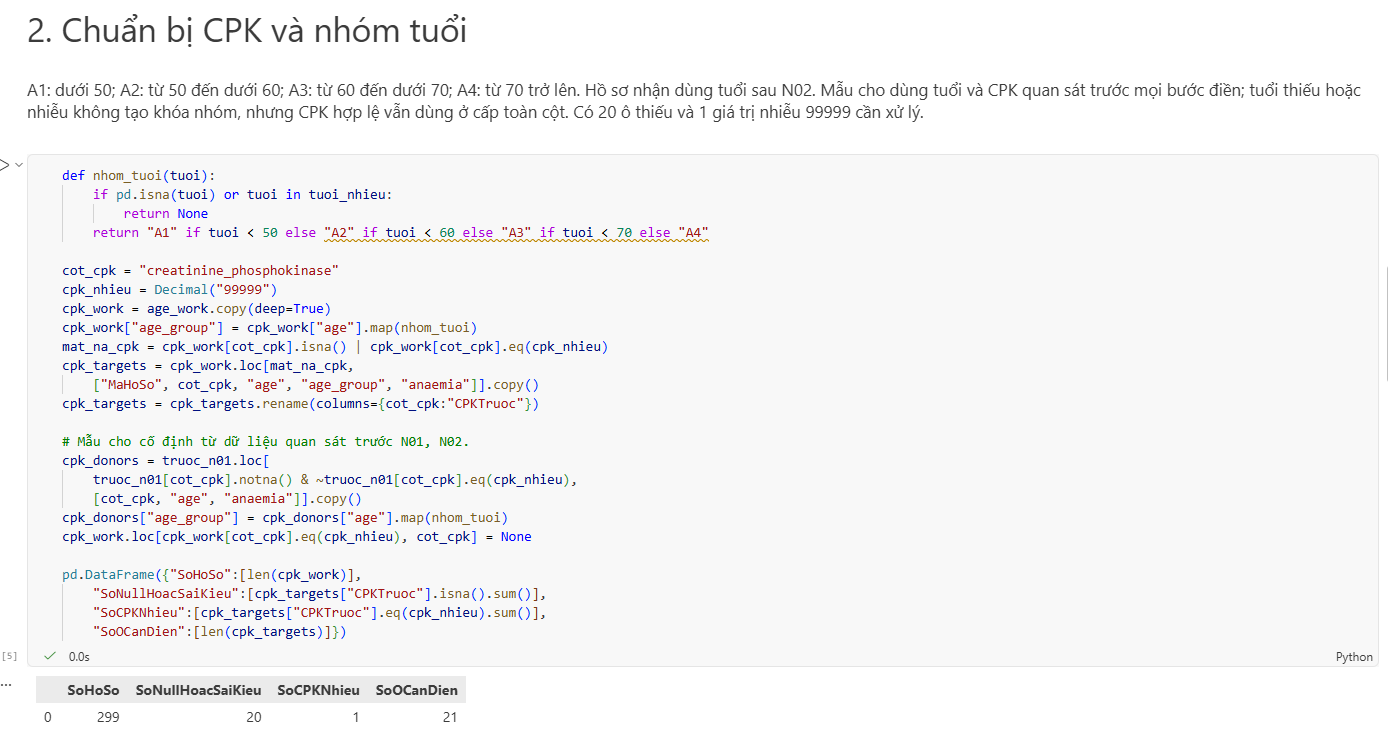 2. Chuẩn bị CPK và nhóm tuổi
A1: dưới 50; A2: từ 50 đến dưới 60; A3: từ 60 đến dưới 70; A4: từ 70 trở lên. Hồ sơ nhận dùng tuổi sau N02. Mẫu cho dùng tuổi và CPK quan sát trước mọi bước điền; tuổi thiếu hoặc
nhiễu không tạo khóa nhóm, nhưng CPK hợp lệ vẫn dùng ở cấp toàn cột. Có 20 ô thiếu và 1 giá trị nhiễu 99999 cần xử lý.
def nhom_tuoi(tuoi):
    if pd.isna(tuoi) or tuoi in tuoi_nhieu:
        return None
    return "A1" if tuoi < 50 else "A2" if tuoi < 60 else "A3" if tuoi < 70 else "A4"
cot_cpk = "creatinine_phosphokinase"
cpk_nhieu = Decimal("99999")
cpk_work = age_work.copy(deep=True)
cpk_work["age_group"] = cpk_work["age"].map(nhom_tuoi)
mat_na_cpk = cpk_work[cot_cpk].isna() | cpk_work[cot_cpk].eq(cpk_nhieu)
cpk_targets = cpk_work.loc[mat_na_cpk,
    ["MaHoSo", cot_cpk, "age", "age_group", "anaemia"]].copy()
cpk_targets = cpk_targets.rename(columns={cot_cpk:"CPKTruoc"})
# Mẫu cho cố định từ dữ liệu quan sát trước N01, N02.
cpk_donors = truoc_n01.loc[
    truoc_n01[cot_cpk].notna() & ~truoc_n01[cot_cpk].eq(cpk_nhieu),
    [cot_cpk, "age", "anaemia"]].copy()
cpk_donors["age_group"] = cpk_donors["age"].map(nhom_tuoi)
cpk_work.loc[cpk_work[cot_cpk].eq(cpk_nhieu), cot_cpk] = None
pd.DataFrame({"SoHoSo":[len(cpk_work)],
    "SoNullHoacSaiKieu":[cpk_targets["CPKTruoc"].isna().sum()],
    "SoCPKNhieu":[cpk_targets["CPKTruoc"].eq(cpk_nhieu).sum()],
    "SoOCanDien":[len(cpk_targets)]})
[5] 0.0s Python
... SoHoSo SoNullHoacSaiKieu SoCPKNhieu SoOCanDien
0 299 20 1 21